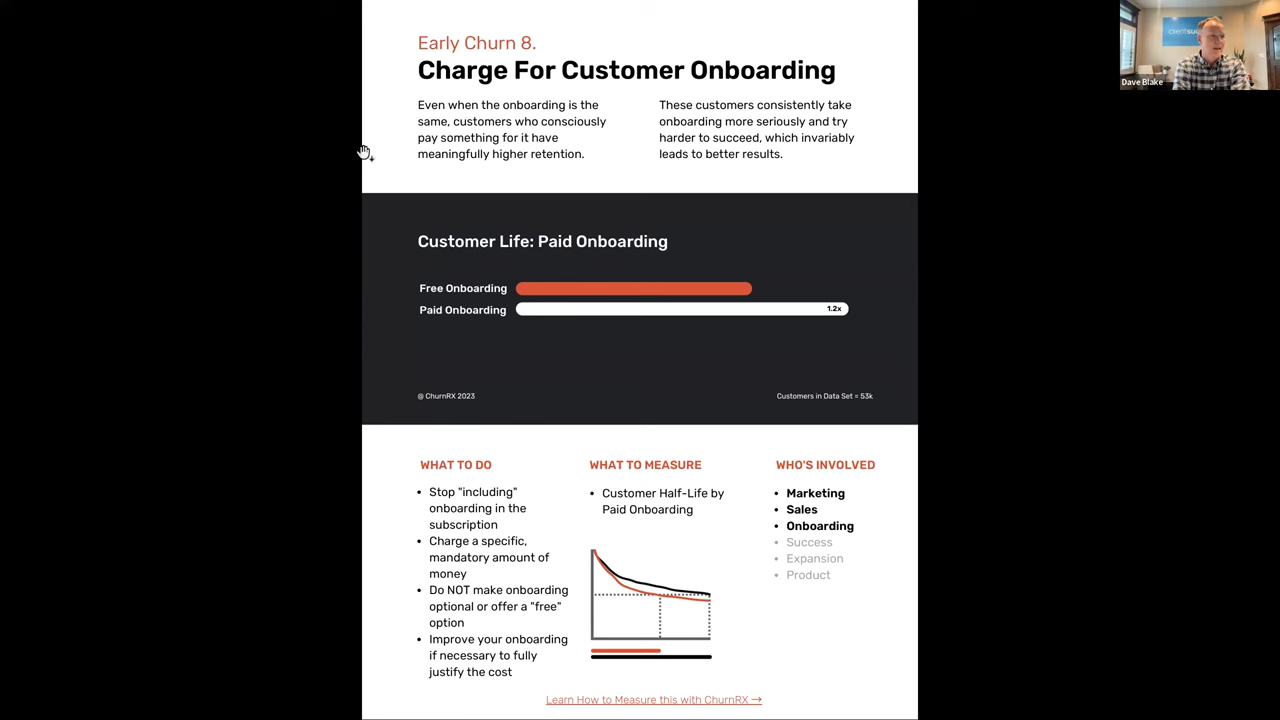 Early Churn 8.
Charge For Customer Onboarding
Even when the onboarding is the
same, customers who consciously
pay something for it have
meaningfully higher retention.
These customers consistently take
onboarding more seriously and try
harder to succeed, which invariably
leads to better results.
Customer Life: Paid Onboarding
Free Onboarding
Paid Onboarding
1.2x
@ ChurnRX 2023
Customers in Data Set = 53k
WHAT TO DO
• Stop "including"
onboarding in the
subscription
• Charge a specific,
mandatory amount of
money
• Do NOT make onboarding
optional or offer a "free"
option
• Improve your onboarding
if necessary to fully
justify the cost
WHAT TO MEASURE
• Customer Half-Life by
Paid Onboarding
WHO'S INVOLVED
• Marketing
• Sales
• Onboarding
• Success
• Expansion
• Product
Learn How to Measure this with ChurnRX →
Dave Blake